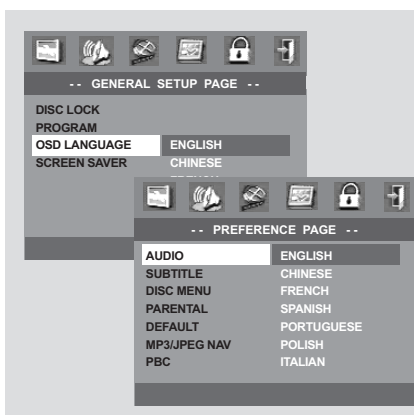 -- GENERAL SETUP PAGE --
DISC LOCK
PROGRAM
OSD LANGUAGE ENGLISH
SCREEN SAVER CHINESE
-- PREFERENCE PAGE --
AUDIO ENGLISH
SUBTITLE CHINESE
DISC MENU FRENCH
PARENTAL SPANISH
DEFAULT PORTUGUESE
MP3/JPEG NAV POLISH
PBC ITALIAN